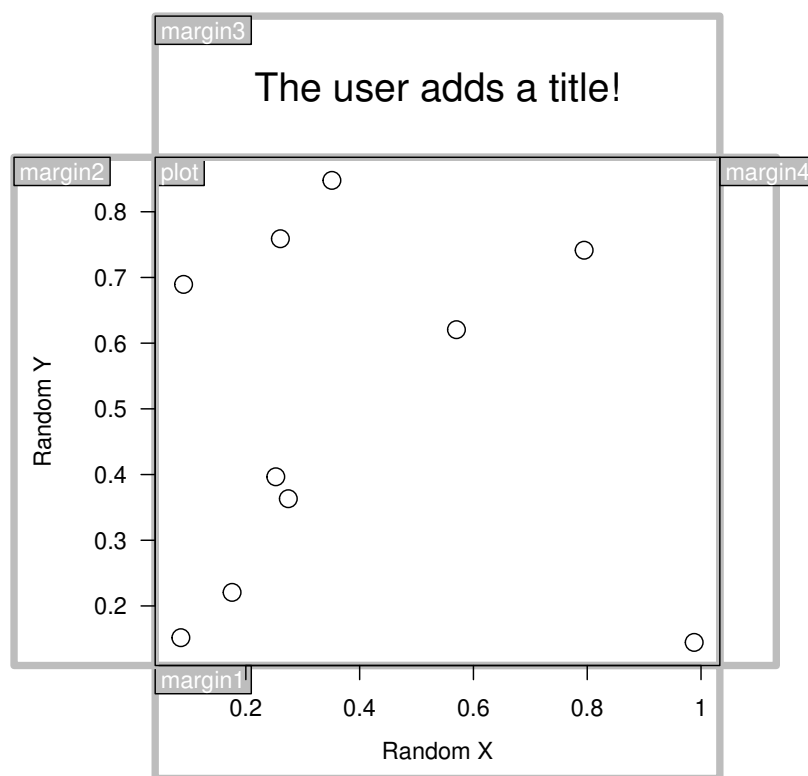 margin3
The user adds a title!
margin2
plot
margin4
0.8
0.7
0.6
0.5
0.4
0.3
0.2
Random Y
margin1
0.2 0.4 0.6 0.8 1
Random X